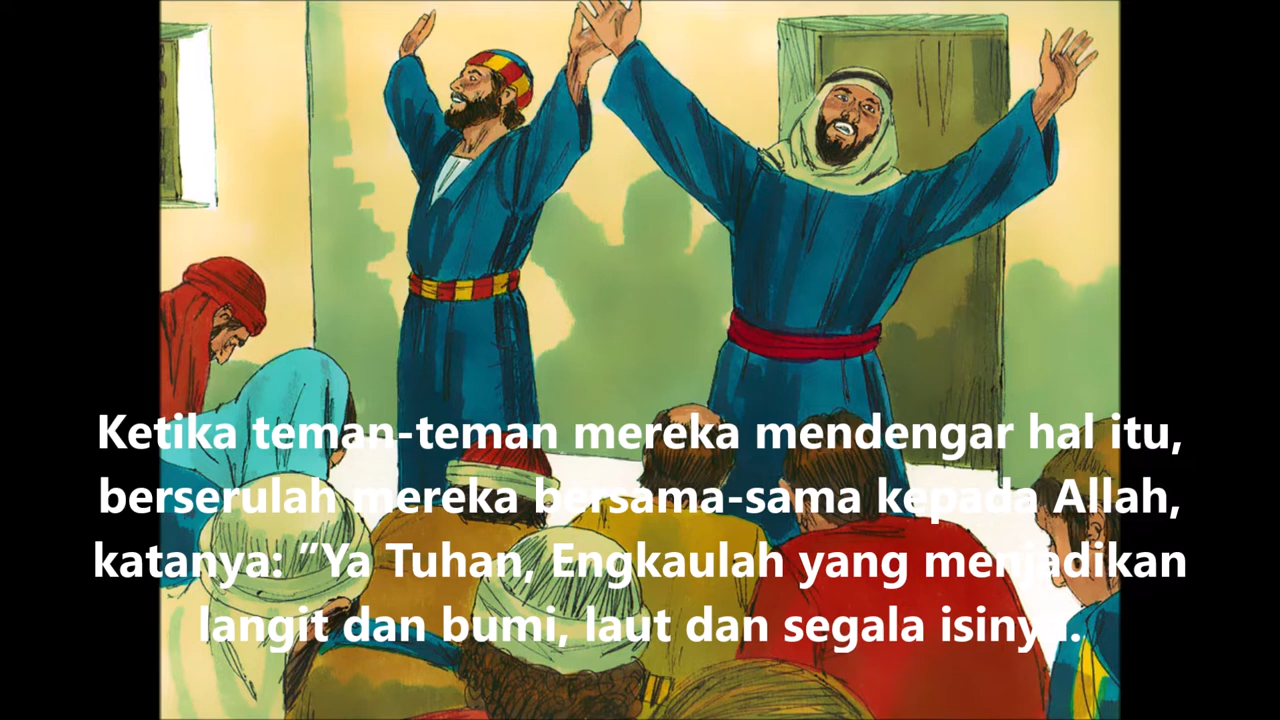 Ketika teman-teman mereka mendengar hal itu,
berserulah mereka bersama-sama kepada Allah,
katanya: "Ya Tuhan, Engkaulah yang menjadikan
langit dan bumi, laut dan segala isinya.